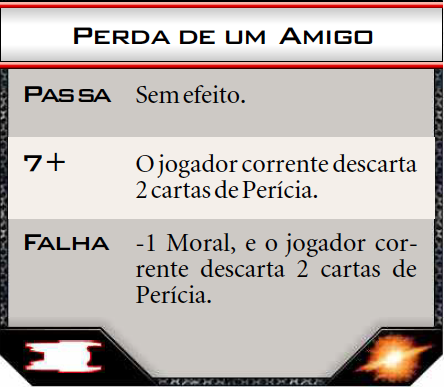 PERDA DE UM AMIGO
PASSA Sem efeito.
7+ O jogador corrente descarta
2 cartas de Perícia.
FALHA -1 Moral, e o jogador cor-
rente descarta 2 cartas de
Perícia.